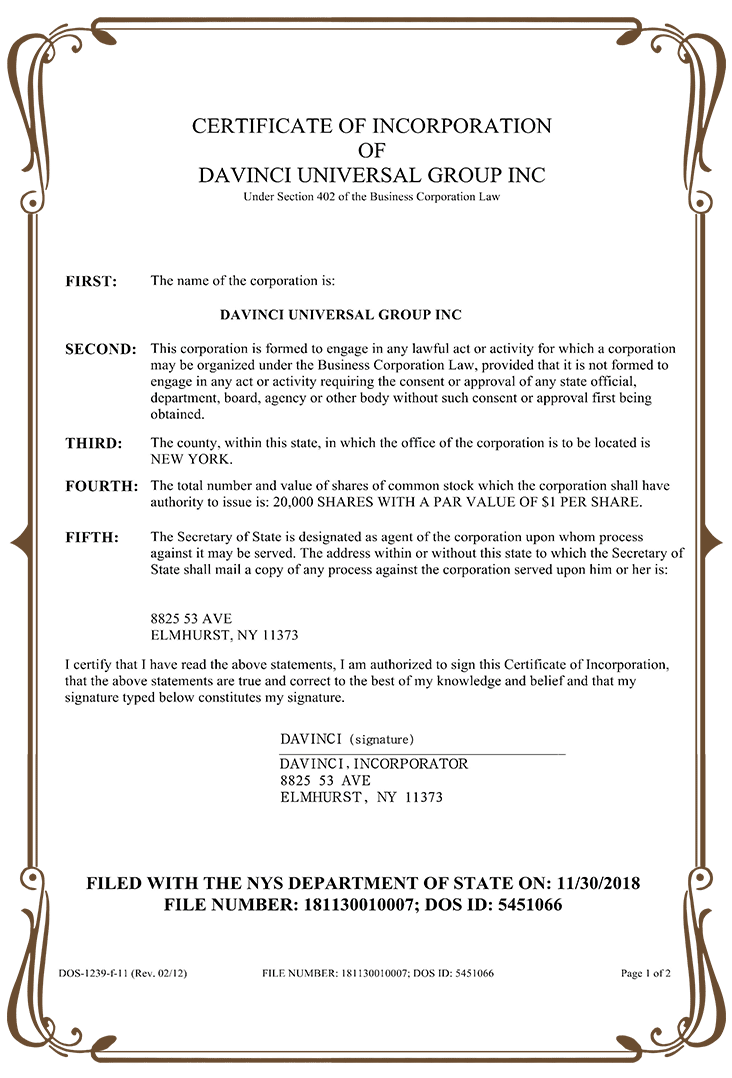 CERTIFICATE OF INCORPORATION
OF
DAVINCI UNIVERSAL GROUP INC
Under Section 402 of the Business Corporation Law
FIRST: The name of the corporation is:
DAVINCI UNIVERSAL GROUP INC
SECOND: This corporation is formed to engage in any lawful act or activity for which a corporation
may be organized under the Business Corporation Law, provided that it is not formed to
engage in any act or activity requiring the consent or approval of any state official,
department, board, agency or other body without such consent or approval first being
obtained.
THIRD: The county, within this state, in which the office of the corporation is to be located is
NEW YORK.
FOURTH: The total number and value of shares of common stock which the corporation shall have
authority to issue is: 20,000 SHARES WITH A PAR VALUE OF $1 PER SHARE.
FIFTH: The Secretary of State is designated as agent of the corporation upon whom process
against it may be served. The address within or without this state to which the Secretary of
State shall mail a copy of any process against the corporation served upon him or her is:
8825 53 AVE
ELMHURST, NY 11373
I certify that I have read the above statements, I am authorized to sign this Certificate of Incorporation,
that the above statements are true and correct to the best of my knowledge and belief and that my
signature typed below constitutes my signature.
DAVINCI (signature)
DAVINCI, INCORPORATOR
8825 53 AVE
ELMHURST, NY 11373
FILED WITH THE NYS DEPARTMENT OF STATE ON: 11/30/2018
FILE NUMBER: 181130010007; DOS ID: 5451066
DOS-1239-f-11 (Rev. 02/12) FILE NUMBER: 181130010007; DOS ID: 5451066 Page 1 of 2